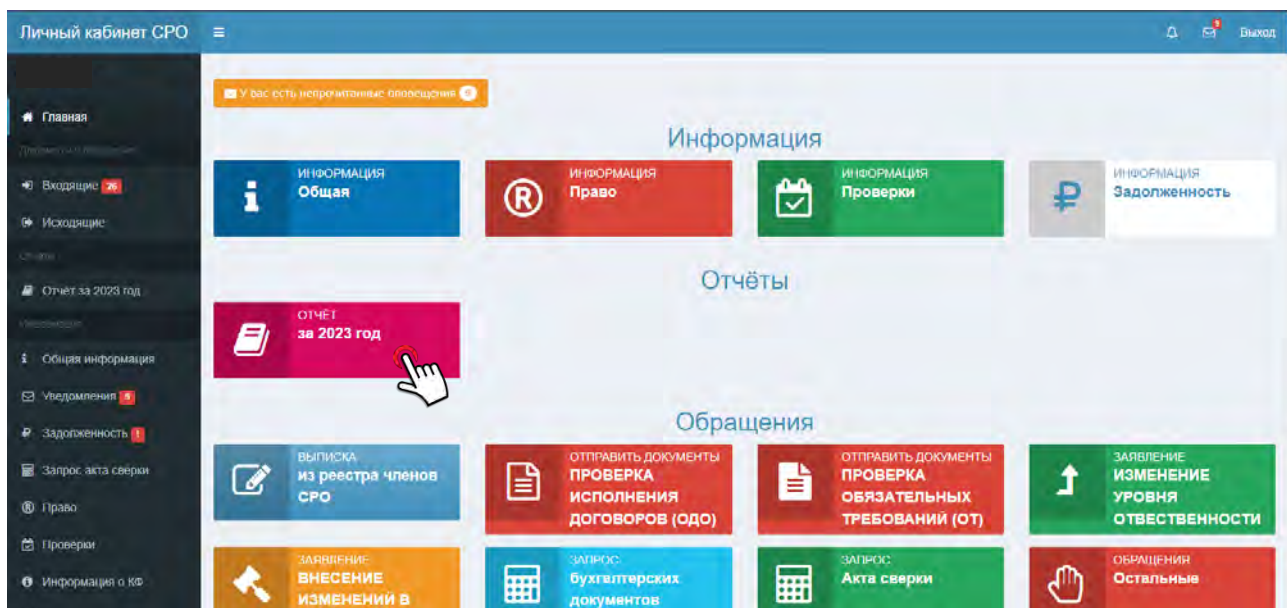 Личный кабинет СРО
Выход
У вас есть непрочитанные оповещения
Главная
Входящие 26
Исходящие
Отчёты
Отчёт за 2023 год
Информация
Общая информация
Уведомления
Задолженность !
Запрос акта сверки
Право
Проверки
Информация о КФ
Информация
ИНФОРМАЦИЯ
Общая
ИНФОРМАЦИЯ
Право
ИНФОРМАЦИЯ
Проверки
ИНФОРМАЦИЯ
Задолженность
Отчёты
ОТЧЁТ
за 2023 год
Обращения
ВЫПИСКА
из реестра членов
СРО
ОТПРАВИТЬ ДОКУМЕНТЫ
ПРОВЕРКА
ИСПОЛНЕНИЯ
ДОГОВОРОВ (ОДО)
ОТПРАВИТЬ ДОКУМЕНТЫ
ПРОВЕРКА
ОБЯЗАТЕЛЬНЫХ
ТРЕБОВАНИЙ (ОТ)
ЗАЯВЛЕНИЕ
ИЗМЕНЕНИЕ
УРОВНЯ
ОТВЕСТВЕННОСТИ
ЗАЯВЛЕНИЕ
ВНЕСЕНИЕ
ИЗМЕНЕНИЙ В
ЗАПРОС
бухгалтерских
документов
ЗАПРОС
Акта сверки
ОБРАЩЕНИЯ
Остальные